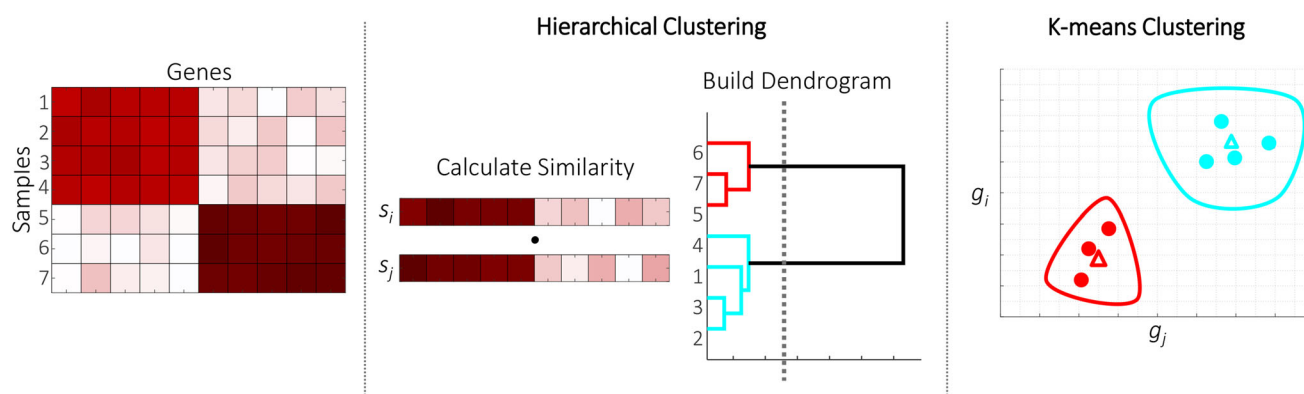 Hierarchical Clustering
K-means Clustering
Genes
Build Dendrogram
Samples
1
2
3
4
5
6
7
Calculate Similarity
s_i
s_j
6
7
5
4
1
3
2
g_i
g_j